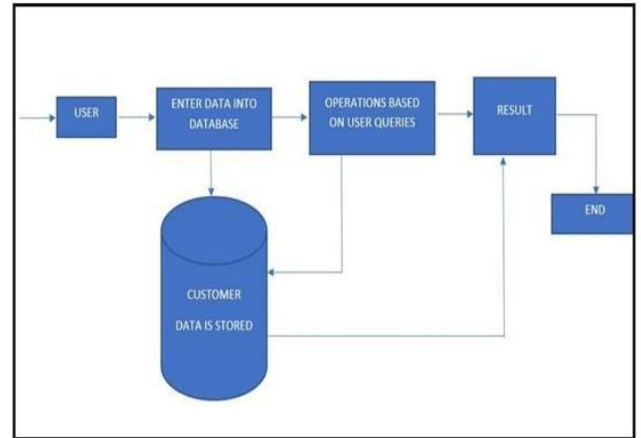 USER
ENTER DATA INTO
DATABASE
OPERATIONS BASED
ON USER QUERIES
RESULT
END
CUSTOMER
DATA IS STORED